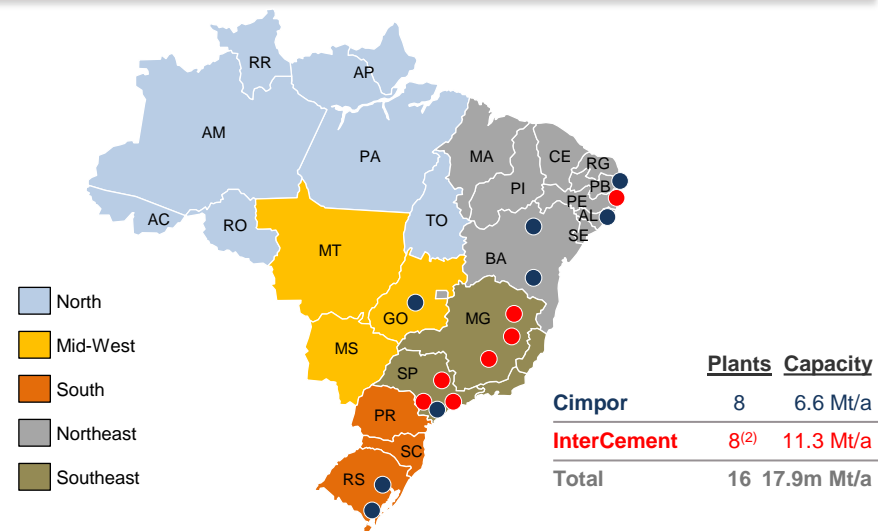 RR
AP
AM
PA
MA
CE
RG
PI
PB
PE
AL
SE
AC
RO
TO
MT
BA
GO
MG
MS
SP
PR
SC
RS
North
Mid-West
South
Northeast
Southeast
Plants Capacity
Cimpor 8 6.6 Mt/a
InterCement 8(2) 11.3 Mt/a
Total 16 17.9m Mt/a